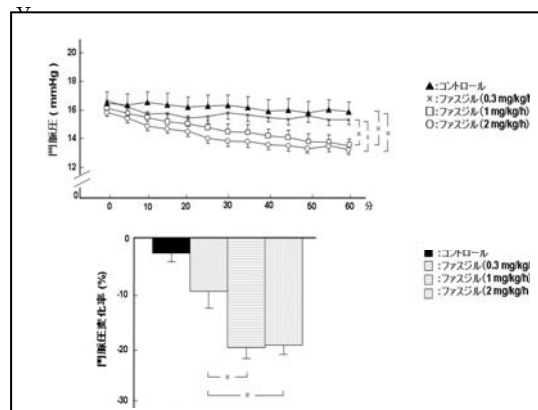 20
18
16
14
12
0
門脈圧 (mmHg)
0 10 20 30 40 50 60 分
▲:コントロール
×:ファスジル(0.3 mg/kg/h
□:ファスジル(1 mg/kg/h)
○:ファスジル(2 mg/kg/h)
* * * *
0
-10
-20
-30
門脈圧変化率 (%)
:コントロール
:ファスジル(0.3 mg/kg/
:ファスジル(1 mg/kg/h
:ファスジル(2 mg/kg/h
*
*